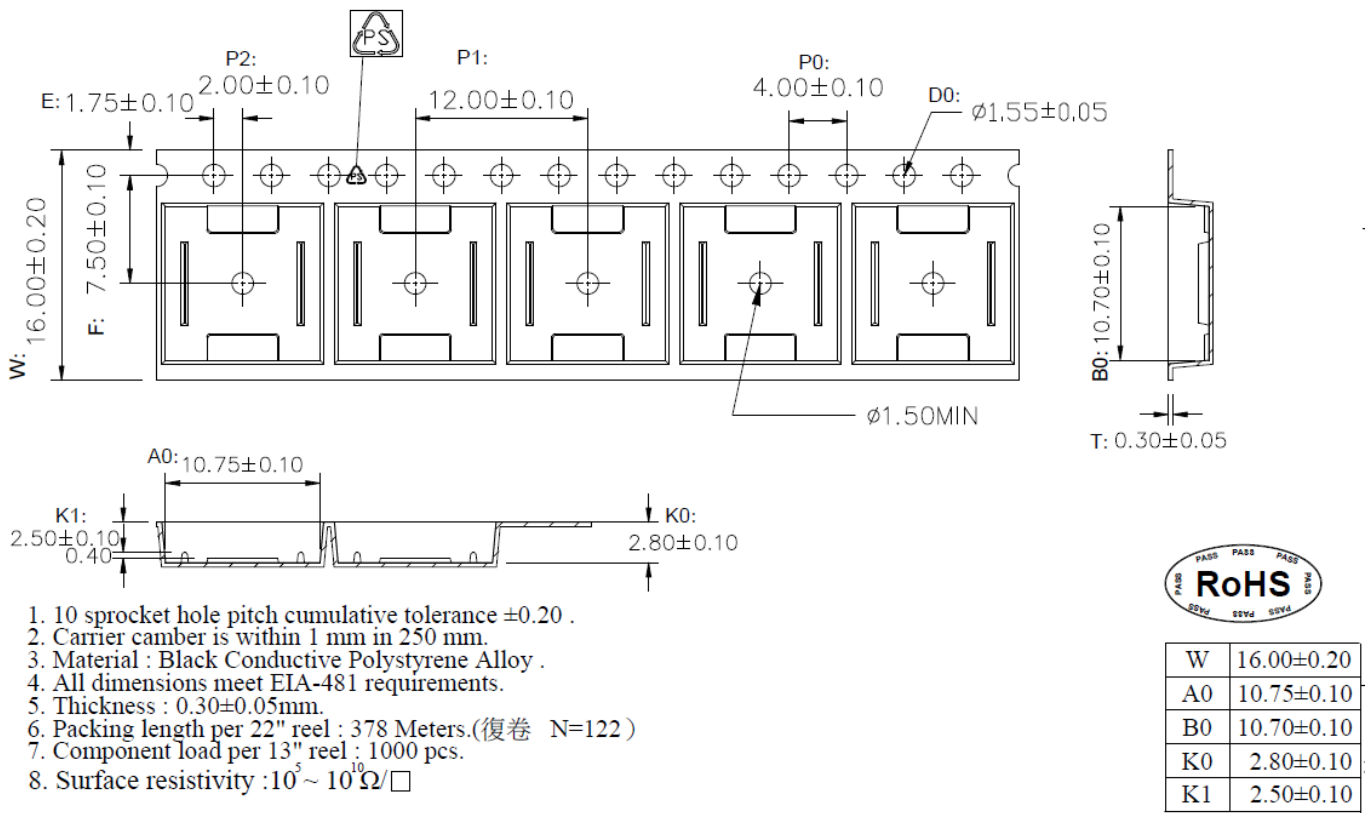 PS
P2:
2.00±0.10
P1:
12.00±0.10
P0:
4.00±0.10
E: 1.75±0.10
D0:
Ø1.55±0.05
PS
W: 16.00±0.20
F: 7.50±0.10
B0: 10.70±0.10
Ø1.50MIN
T: 0.30±0.05
A0: 10.75±0.10
K1:
2.50±0.10
0.40
K0:
2.80±0.10
PASS PASS PASS
PASS RoHS PASS
PASS PASS PASS
1. 10 sprocket hole pitch cumulative tolerance ±0.20 .
2. Carrier camber is within 1 mm in 250 mm.
3. Material : Black Conductive Polystyrene Alloy .
4. All dimensions meet EIA-481 requirements.
5. Thickness : 0.30±0.05mm.
6. Packing length per 22" reel : 378 Meters.(復卷 N=122 )
7. Component load per 13" reel : 1000 pcs.
8. Surface resistivity :10⁵ ~ 10¹⁰Ω/□
W 16.00±0.20
A0 10.75±0.10
B0 10.70±0.10
K0 2.80±0.10
K1 2.50±0.10